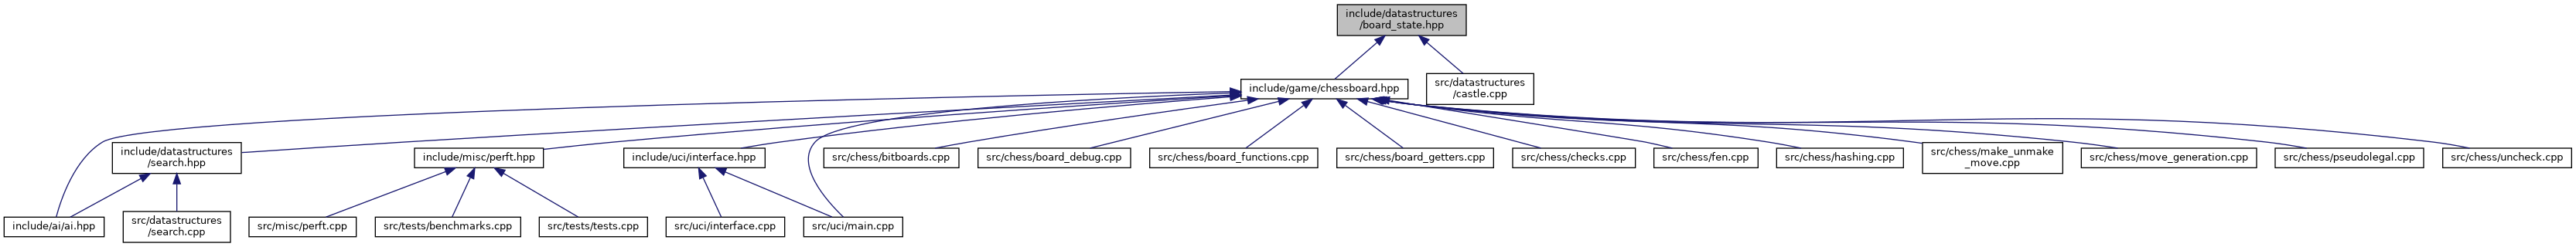 include/datastructures
/board_state.hpp
include/game/chessboard.hpp
src/datastructures
/castle.cpp
include/datastructures
/search.hpp
include/misc/perft.hpp
include/uci/interface.hpp
src/chess/bitboards.cpp
src/chess/board_debug.cpp
src/chess/board_functions.cpp
src/chess/board_getters.cpp
src/chess/checks.cpp
src/chess/fen.cpp
src/chess/hashing.cpp
src/chess/make_unmake
_move.cpp
src/chess/move_generation.cpp
src/chess/pseudolegal.cpp
src/chess/uncheck.cpp
include/ai/ai.hpp
src/datastructures
/search.cpp
src/misc/perft.cpp
src/tests/benchmarks.cpp
src/tests/tests.cpp
src/uci/interface.cpp
src/uci/main.cpp